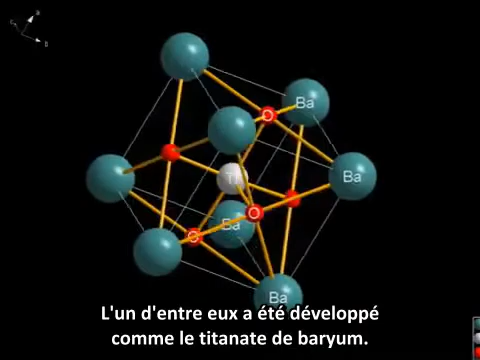 Ba
O
Ba
Ti
O
Ba
O
Ba
L'un d'entre eux a été développé
comme le titanate de baryum.